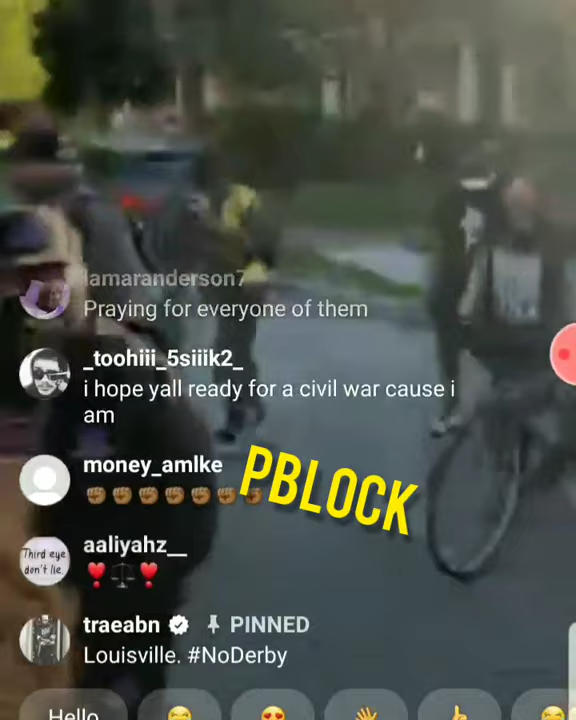 lamaranderson7
Praying for everyone of them
_toohiii_5siiik2_
i hope yall ready for a civil war cause i
am
money_amlke
✊🏾✊🏾✊🏾✊🏾✊🏾✊🏾✊🏾
PBLOCK
Third eye
don't lie
aaliyahz__
❣️⚖️❣️
traeabn PINNED
Louisville. #NoDerby
Hello